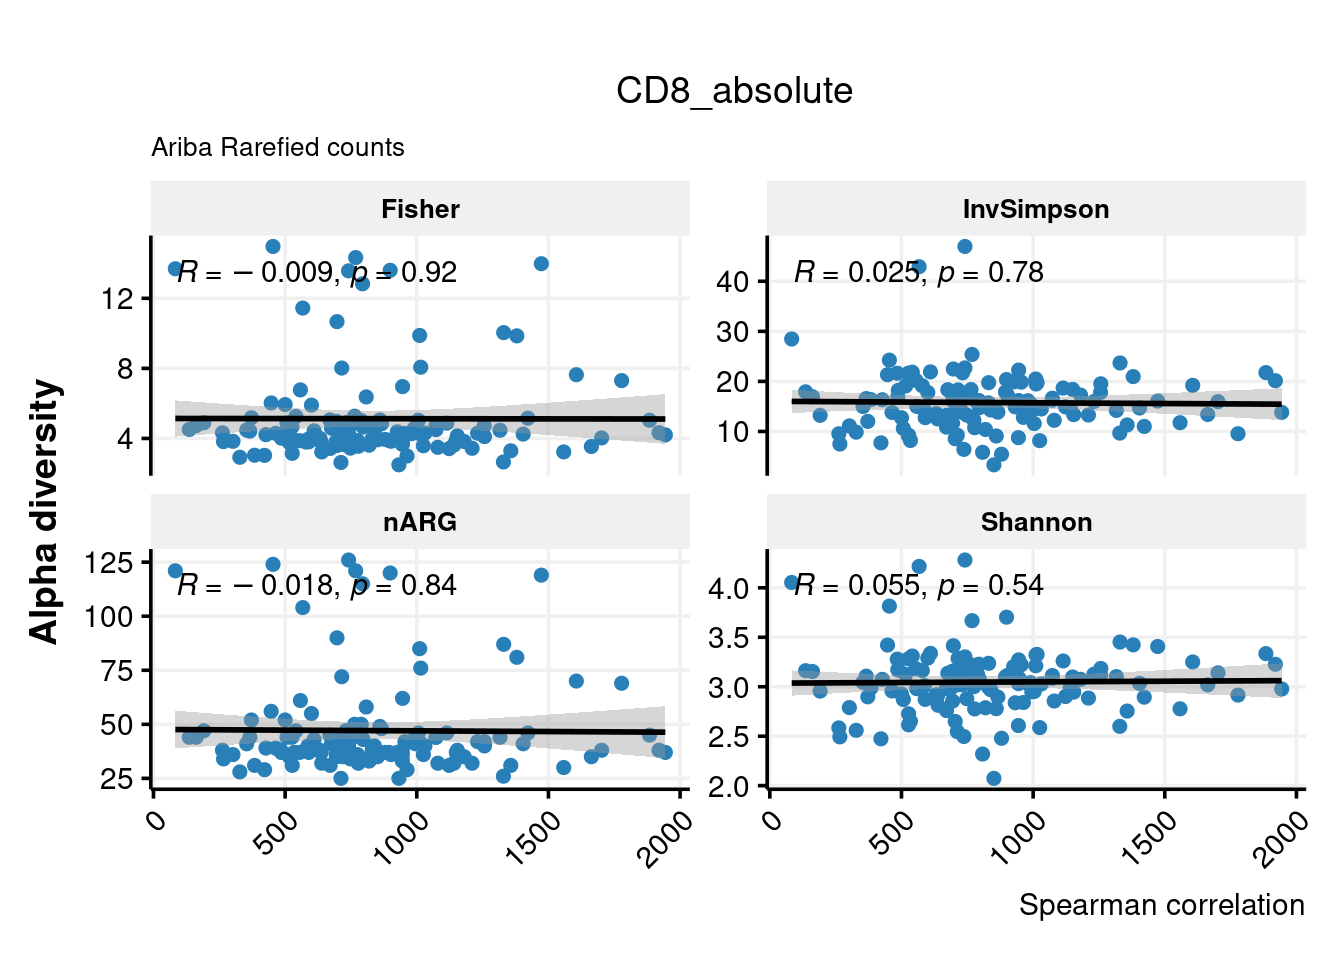 CD8_absolute
Ariba Rarefied counts
Alpha diversity
Fisher
R = − 0.009, p = 0.92
12
8
4
InvSimpson
R = 0.025, p = 0.78
40
30
20
10
nARG
R = − 0.018, p = 0.84
125
100
75
50
25
0
500
1000
1500
2000
Shannon
R = 0.055, p = 0.54
4.0
3.5
3.0
2.5
2.0
0
500
1000
1500
2000
Spearman correlation